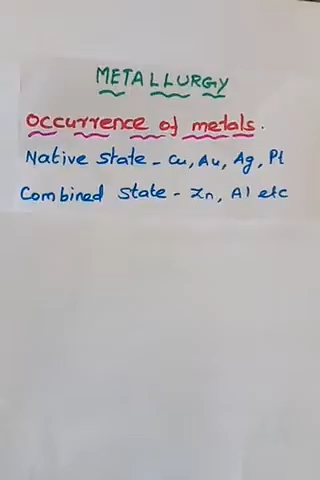 METALLURGY
Occurrence of metals.
Native state - Cu, Au, Ag, Pt
Combined state - Zn, Al etc